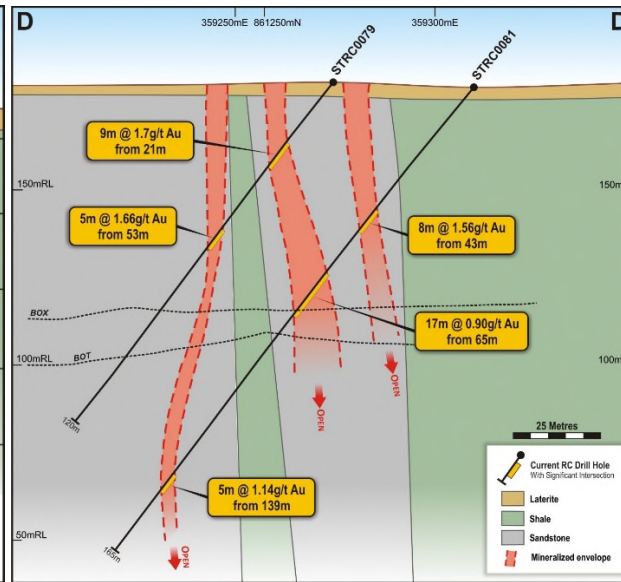 D
359250mE 861250mN
359300mE
D
STRC0079
STRC0081
9m @ 1.7g/t Au
from 21m
150mRL
150m
5m @ 1.66g/t Au
from 53m
8m @ 1.56g/t Au
from 43m
BOX
17m @ 0.90g/t Au
from 65m
BOT
100mRL
100m
OPEN
OPEN
120m
25 Metres
Current RC Drill Hole
With Significant Intersection
Laterite
Shale
Sandstone
Mineralized envelope
5m @ 1.14g/t Au
from 139m
50mRL
165m
OPEN